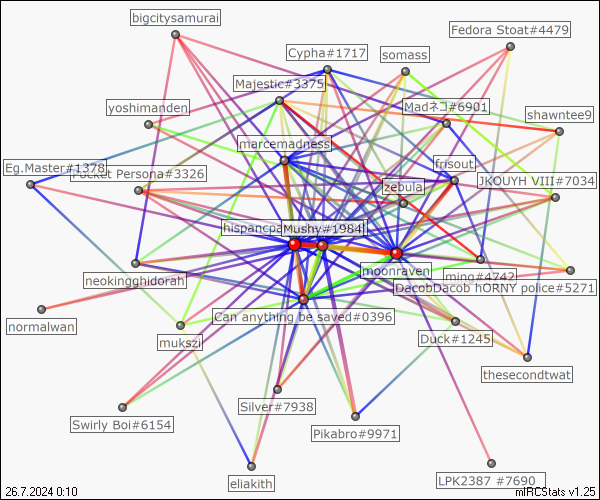 bigcitysamurai
Fedora Stoat#4479
Cypha#1717
somass
Majestic#3375
yoshimanden
Madネコ#6901
shawntee9
marcemadness
Eg.Master#1378
Persona#3326
frisout
zebula
JKOUYH VIII#7034
Mushy#1984
moonraven
ming#4742
neokingghidorah
DacobDacob hORNY police#5271
normalwan
Can anything be saved#0396
mukszi
Duck#1245
thesecondtwat
Silver#7938
Swirly Boi#6154
Pikabro#9971
eliakith
LPK2387 #7690
26.7.2024 0:10
mIRCStats v1.25